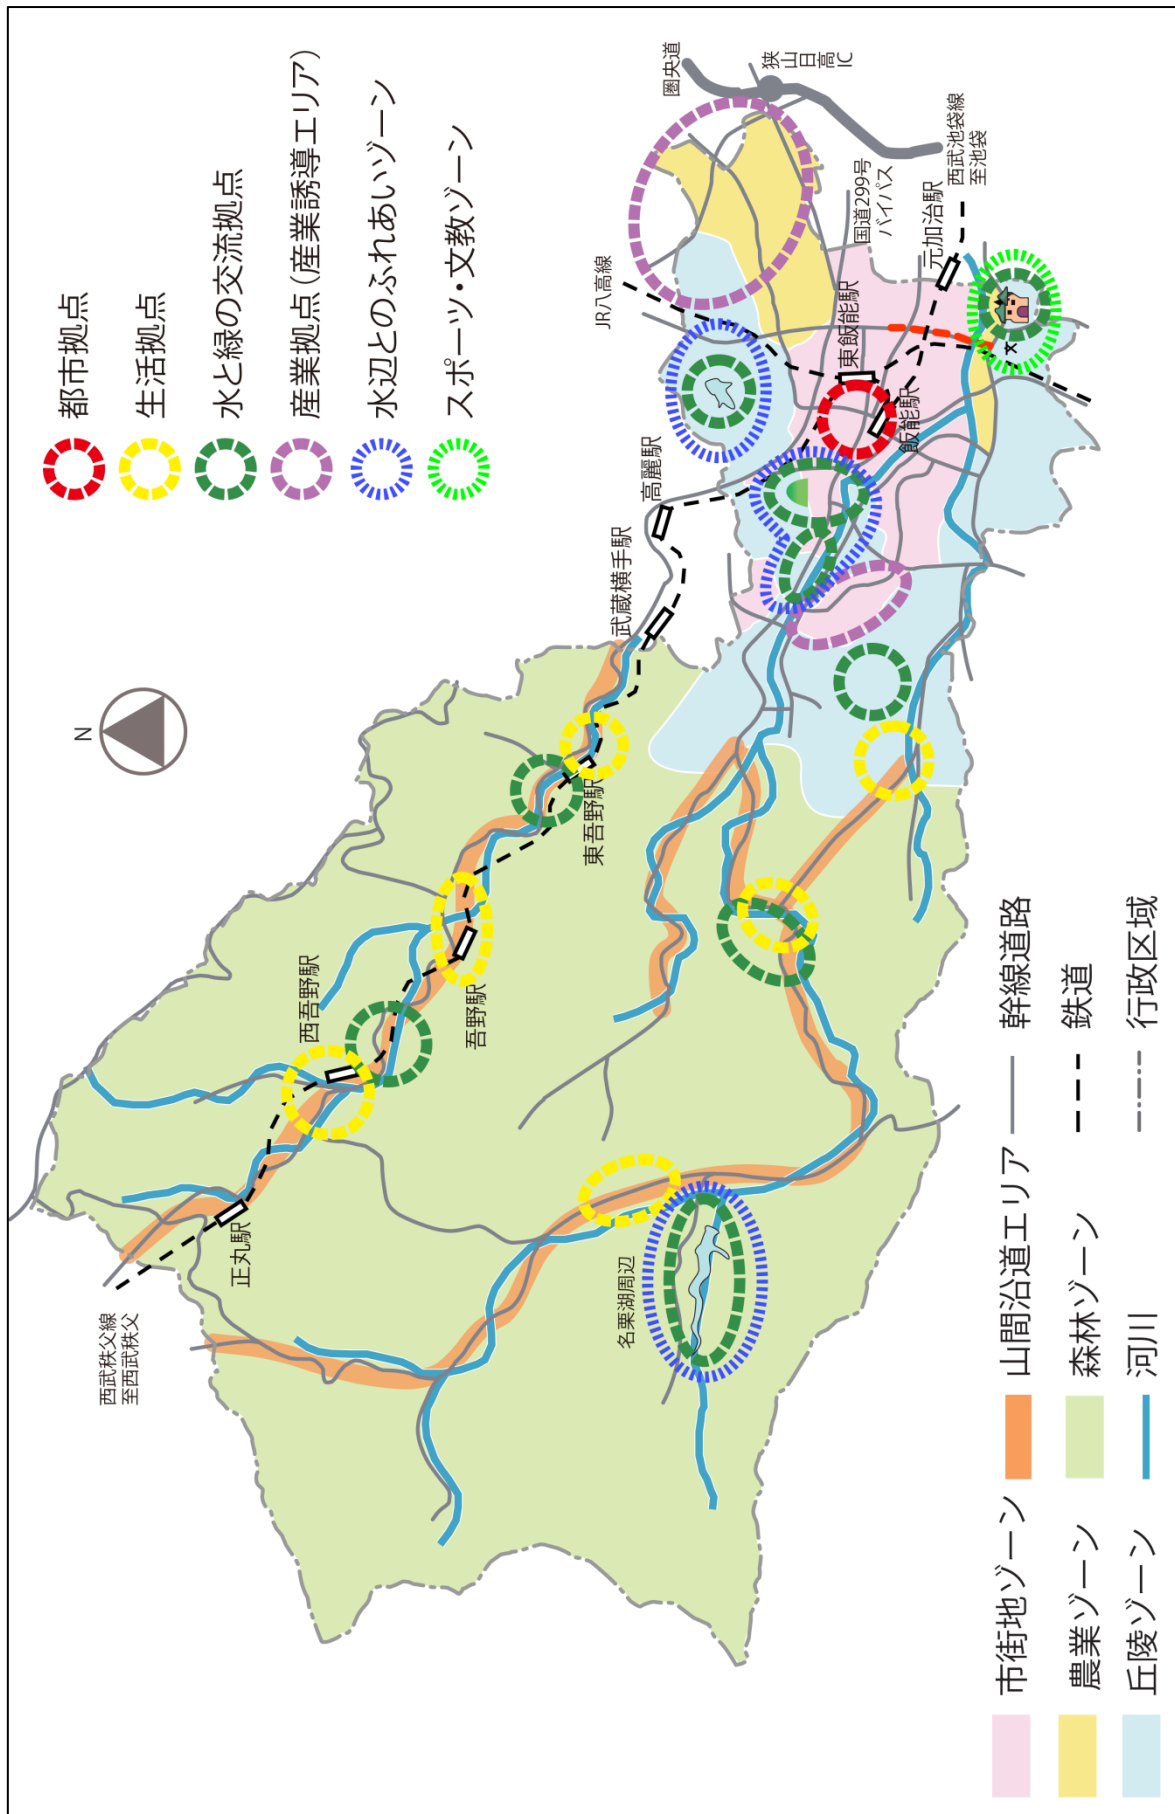 都市拠点
生活拠点
水と緑の交流拠点
産業拠点（産業誘導エリア）
水辺とのふれあいゾーン
スポーツ・文教ゾーン
N
圏央道
狭山日高IC
JR八高線
国道299号
バイパス
元加治駅
西武池袋線
至池袋
東飯能駅
飯能駅
高麗駅
武蔵横手駅
東吾野駅
吾野駅
西吾野駅
正丸駅
西武秩父線
至西武秩父
名栗湖周辺
文
市街地ゾーン
山間沿道エリア
幹線道路
農業ゾーン
森林ゾーン
鉄道
丘陵ゾーン
河川
行政区域